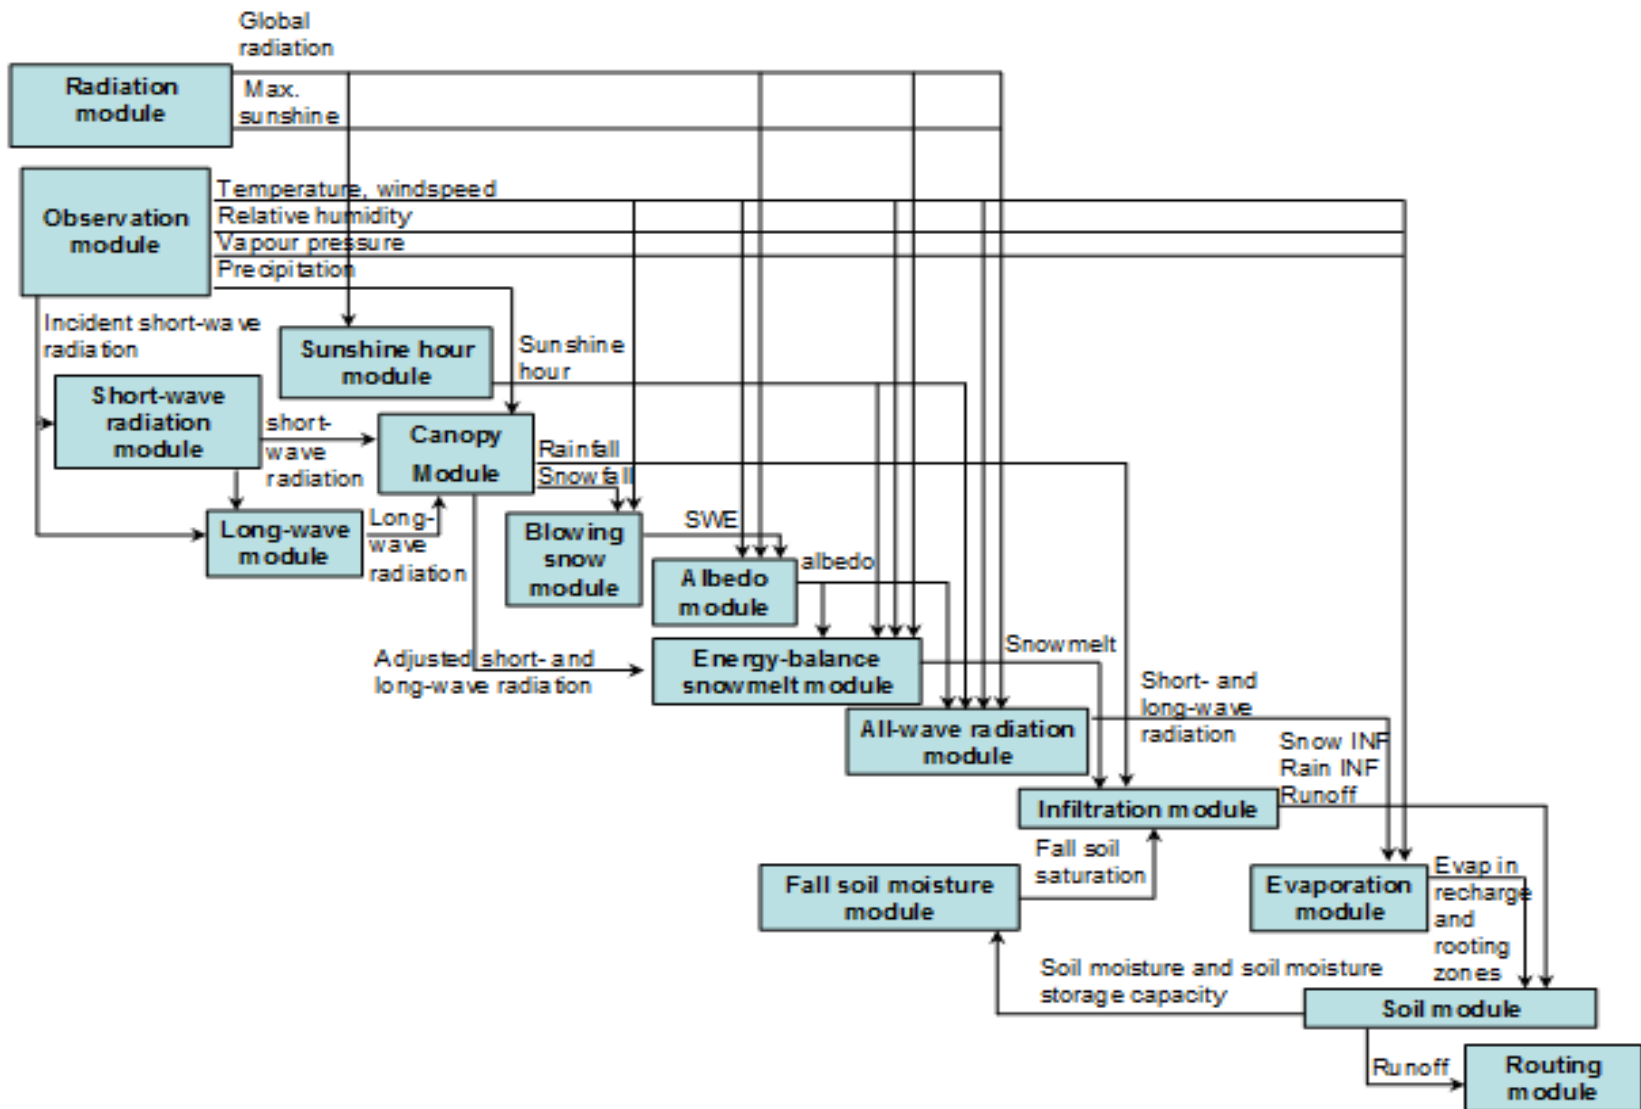 Global
radiation
Radiation
module
Max.
sunshine
Observation
module
Temperature, windspeed
Relative humidity
Vapour pressure
Precipitation
Incident short-wave
radiation
Sunshine hour
module
Sunshine
hour
Short-wave
radiation
module
short-
wave
radiation
Canopy
Module
Rainfall
Snowfall
Long-wave
module
Long-
wave
radiation
Blowing
snow
module
SWE
Albedo
module
albedo
Adjusted short- and
long-wave radiation
Energy-balance
snowmelt module
Snowmelt
All-wave radiation
module
Short- and
long-wave
radiation
Snow INF
Rain INF
Runoff
Infiltration module
Fall soil
saturation
Fall soil moisture
module
Evaporation
module
Evap in
recharge
and
rooting
zones
Soil moisture and soil moisture
storage capacity
Soil module
Runoff
Routing
module